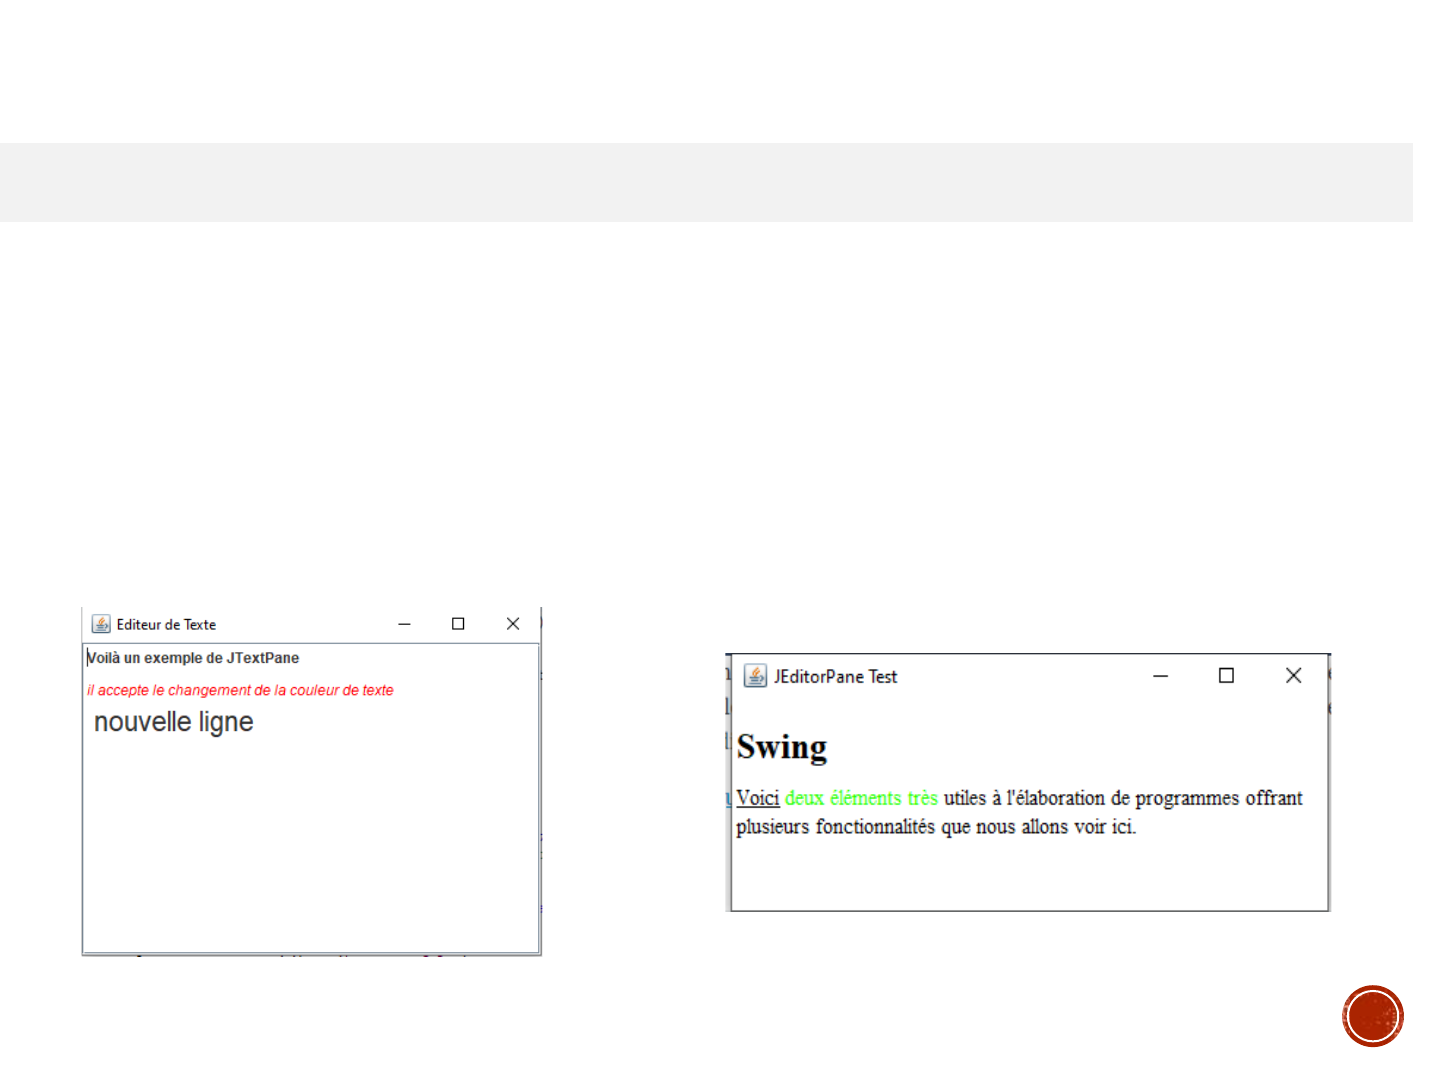 Editeur de Texte
Voilà un exemple de JTextPane
il accepte le changement de la couleur de texte
nouvelle ligne
JEditorPane Test
Swing
Voici deux éléments très utiles à l'élaboration de programmes offrant
plusieurs fonctionnalités que nous allons voir ici.